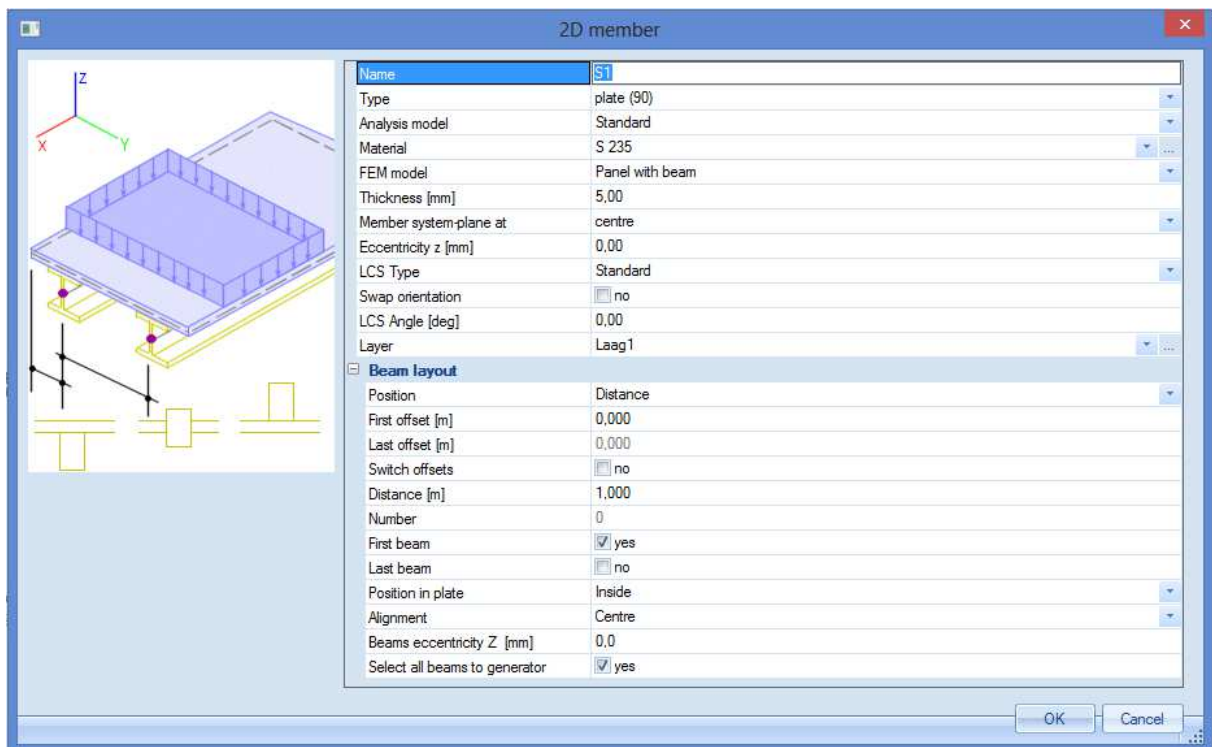 2D member
Z
X
Y
Name S1
Type plate (90)
Analysis model Standard
Material S 235 ...
FEM model Panel with beam
Thickness [mm] 5,00
Member system-plane at centre
Eccentricity z [mm] 0,00
LCS Type Standard
Swap orientation no
LCS Angle [deg] 0,00
Layer Laag1 ...
Beam layout
Position Distance
First offset [m] 0,000
Last offset [m] 0,000
Switch offsets no
Distance [m] 1,000
Number 0
First beam yes
Last beam no
Position in plate Inside
Alignment Centre
Beams eccentricity Z [mm] 0,0
Select all beams to generator yes
OK Cancel